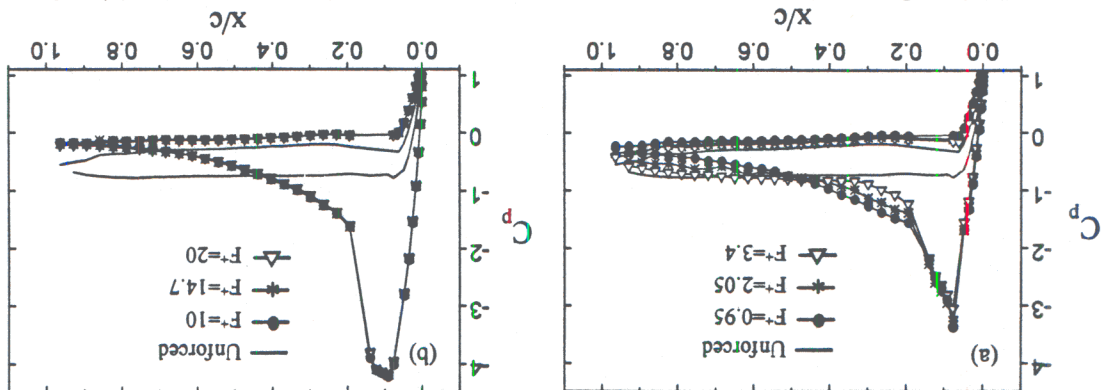 (a)
Unforced
F⁺=0.95
F⁺=2.05
F⁺=3.4
-4
-3
-2
-1
0
1
Cp
0.0 0.2 0.4 0.6 0.8 1.0
x/c
(b)
Unforced
F⁺=10
F⁺=14.7
F⁺=20
-4
-3
-2
-1
0
1
Cp
0.0 0.2 0.4 0.6 0.8 1.0
x/c